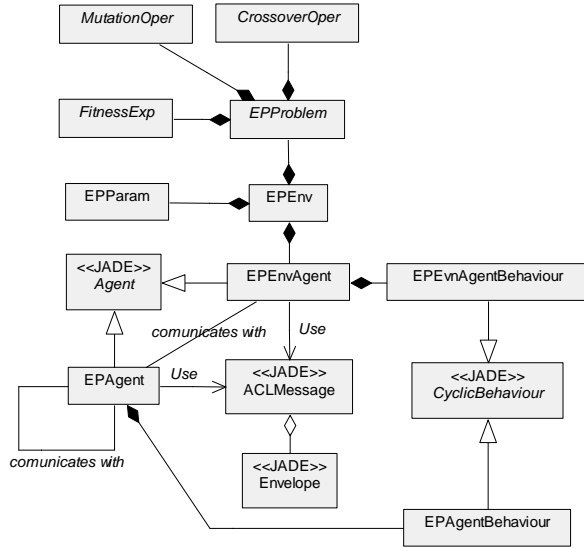 MutationOper
CrossoverOper
FitnessExp
EPProblem
EPParam
EPEnv
<<JADE>>
Agent
EPEnvAgent
EPEvnAgentBehaviour
comunicates with
Use
EPAgent
Use
<<JADE>>
ACLMessage
<<JADE>>
CyclicBehaviour
comunicates with
<<JADE>>
Envelope
EPAgentBehaviour